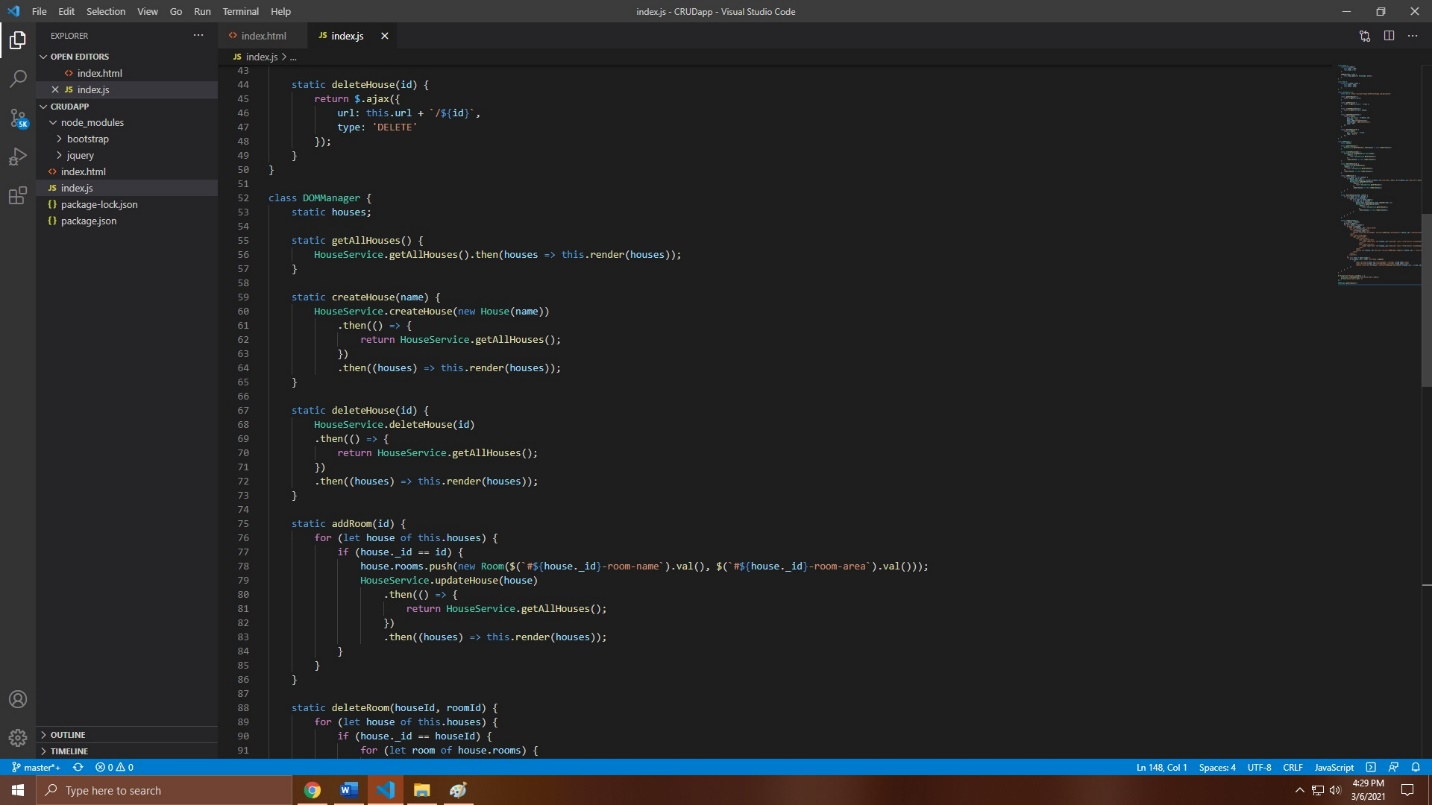 File Edit Selection View Go Run Terminal Help
index.js - CRUDapp - Visual Studio Code
EXPLORER
OPEN EDITORS
index.html
JS index.js
CRUDAPP
node_modules
bootstrap
jquery
index.html
JS index.js
package-lock.json
package.json
OUTLINE
TIMELINE
index.html JS index.js
JS index.js > ...
43
44 static deleteHouse(id) {
45 return $.ajax({
46 url: this.url + `/${id}`,
47 type: 'DELETE'
48 });
49 }
50 }
51
52 class DOMManager {
53 static houses;
54
55 static getAllHouses() {
56 HouseService.getAllHouses().then(houses => this.render(houses));
57 }
58
59 static createHouse(name) {
60 HouseService.createHouse(new House(name))
61 .then(() => {
62 return HouseService.getAllHouses();
63 })
64 .then((houses) => this.render(houses));
65 }
66
67 static deleteHouse(id) {
68 HouseService.deleteHouse(id)
69 .then(() => {
70 return HouseService.getAllHouses();
71 })
72 .then((houses) => this.render(houses));
73 }
74
75 static addRoom(id) {
76 for (let house of this.houses) {
77 if (house._id == id) {
78 house.rooms.push(new Room($(`#${house._id}-room-name`).val(), $(`#${house._id}-room-area`).val()));
79 HouseService.updateHouse(house)
80 .then(() => {
81 return HouseService.getAllHouses();
82 })
83 .then((houses) => this.render(houses));
84 }
85 }
86 }
87
88 static deleteRoom(houseId, roomId) {
89 for (let house of this.houses) {
90 if (house._id == houseId) {
91 for (let room of house.rooms) {
master*+ 0 0
Ln 148, Col 1 Spaces: 4 UTF-8 CRLF JavaScript
Type here to search
4:29 PM
3/6/2021